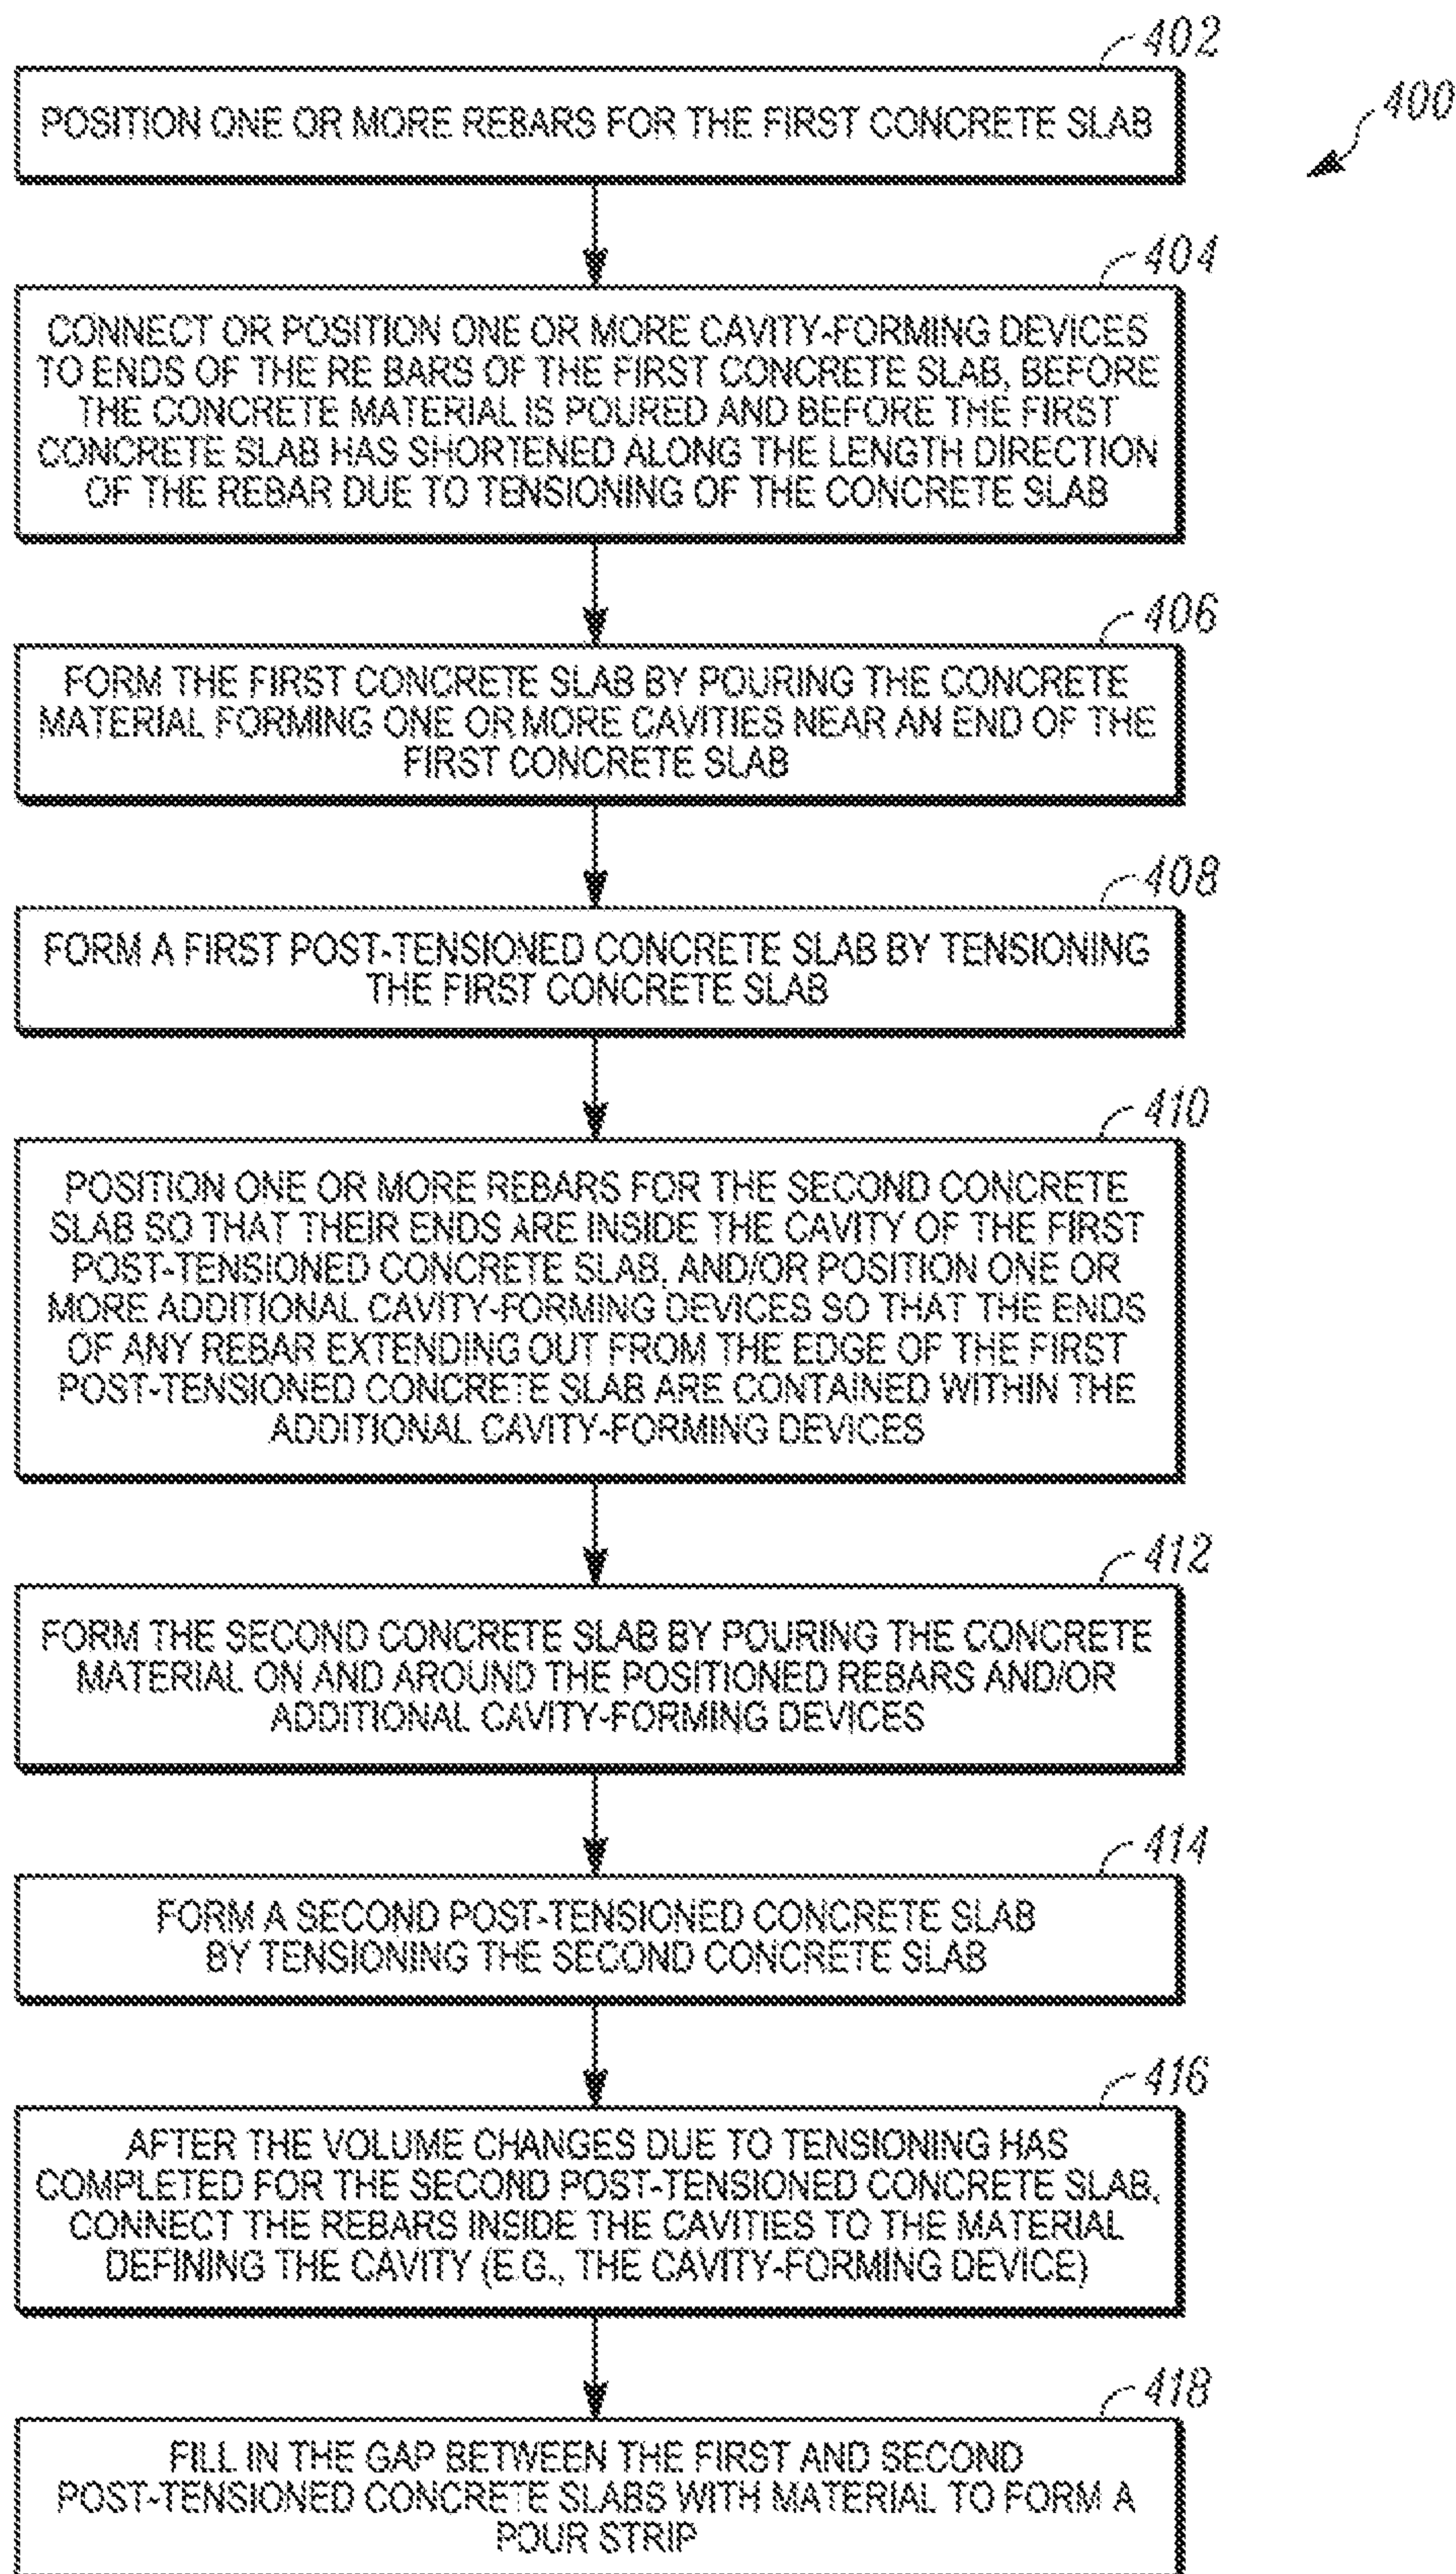 402
400
POSITION ONE OR MORE REBARS FOR THE FIRST CONCRETE SLAB
404
CONNECT OR POSITION ONE OR MORE CAVITY-FORMING DEVICES
TO ENDS OF THE RE BARS OF THE FIRST CONCRETE SLAB, BEFORE
THE CONCRETE MATERIAL IS POURED AND BEFORE THE FIRST
CONCRETE SLAB HAS SHORTENED ALONG THE LENGTH DIRECTION
OF THE REBAR DUE TO TENSIONING OF THE CONCRETE SLAB
406
FORM THE FIRST CONCRETE SLAB BY POURING THE CONCRETE
MATERIAL FORMING ONE OR MORE CAVITIES NEAR AN END OF THE
FIRST CONCRETE SLAB
408
FORM A FIRST POST-TENSIONED CONCRETE SLAB BY TENSIONING
THE FIRST CONCRETE SLAB
410
POSITION ONE OR MORE REBARS FOR THE SECOND CONCRETE
SLAB SO THAT THEIR ENDS ARE INSIDE THE CAVITY OF THE FIRST
POST-TENSIONED CONCRETE SLAB, AND/OR POSITION ONE OR
MORE ADDITIONAL CAVITY-FORMING DEVICES SO THAT THE ENDS
OF ANY REBAR EXTENDING OUT FROM THE EDGE OF THE FIRST
POST-TENSIONED CONCRETE SLAB ARE CONTAINED WITHIN THE
ADDITIONAL CAVITY-FORMING DEVICES
412
FORM THE SECOND CONCRETE SLAB BY POURING THE CONCRETE
MATERIAL ON AND AROUND THE POSITIONED REBARS AND/OR
ADDITIONAL CAVITY-FORMING DEVICES
414
FORM A SECOND POST-TENSIONED CONCRETE SLAB
BY TENSIONING THE SECOND CONCRETE SLAB
416
AFTER THE VOLUME CHANGES DUE TO TENSIONING HAS
COMPLETED FOR THE SECOND POST-TENSIONED CONCRETE SLAB,
CONNECT THE REBARS INSIDE THE CAVITIES TO THE MATERIAL
DEFINING THE CAVITY (E.G., THE CAVITY-FORMING DEVICE)
418
FILL IN THE GAP BETWEEN THE FIRST AND SECOND
POST-TENSIONED CONCRETE SLABS WITH MATERIAL TO FORM A
POUR STRIP